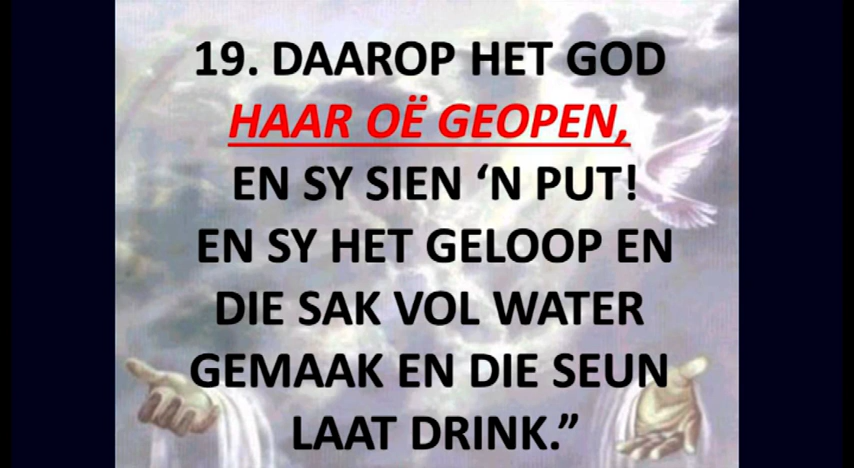 19. DAAROP HET GOD
HAAR OË GEOPEN,
EN SY SIEN ‘N PUT!
EN SY HET GELOOP EN
DIE SAK VOL WATER
GEMAAK EN DIE SEUN
LAAT DRINK.”